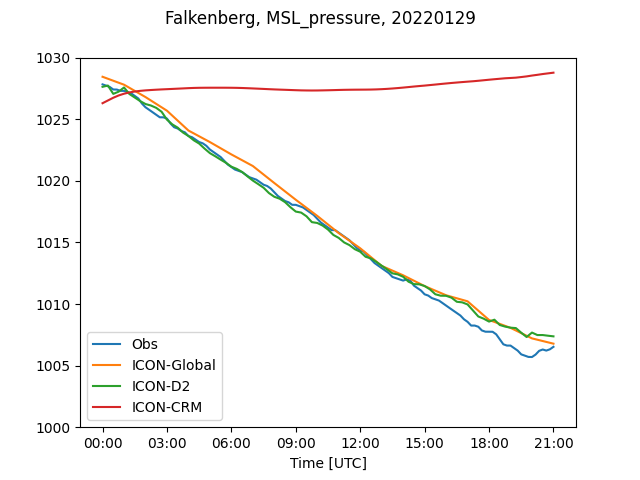 Falkenberg, MSL_pressure, 20220129
1030
1025
1020
1015
1010
1005
1000
Obs
ICON-Global
ICON-D2
ICON-CRM
00:00 03:00 06:00 09:00 12:00 15:00 18:00 21:00
Time [UTC]